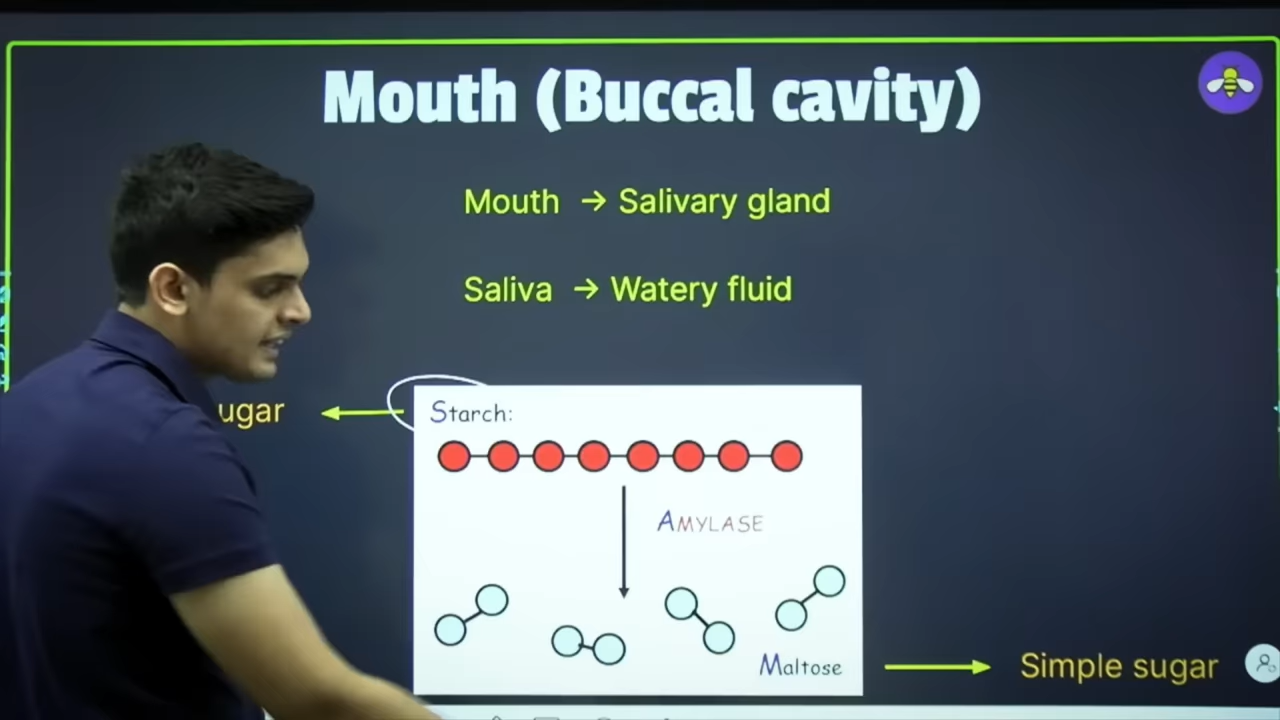 Mouth (Buccal cavity)
Mouth → Salivary gland
Saliva → Watery fluid
ugar
Starch:
AMYLASE
Maltose
Simple sugar